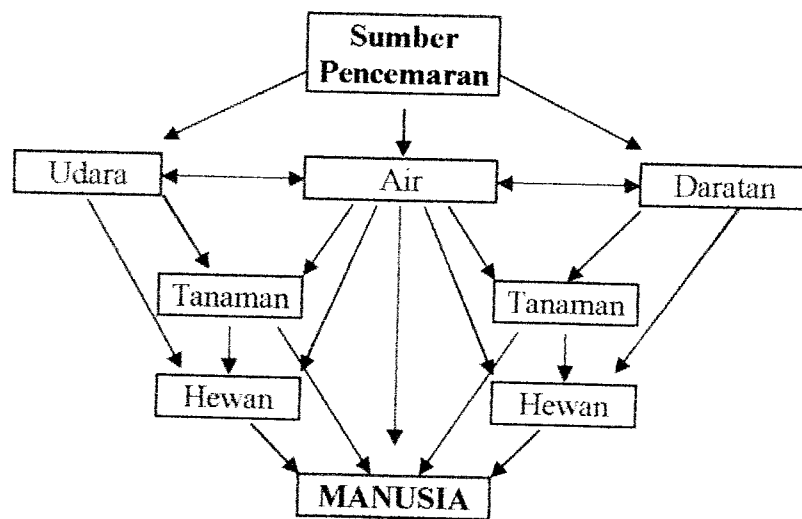 Sumber
Pencemaran
Udara
Air
Daratan
Tanaman
Tanaman
Hewan
Hewan
MANUSIA